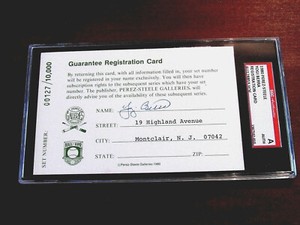 Guarantee Registration Card
By returning this card, with all information filled in, your set number
will be registered in your name exclusively. You will then have
subscription rights to the subsequent series within your set number.
The publisher, PEREZ-STEELE GALLERIES, will
directly advise you of the availability of these subsequent series.
00127/10,000
SET NUMBER:
NAME:
STREET: 19 Highland Avenue
CITY: Montclair, N. J. 07042
STATE: ZIP:
©Perez-Steele Galleries 1980
A
AUTH